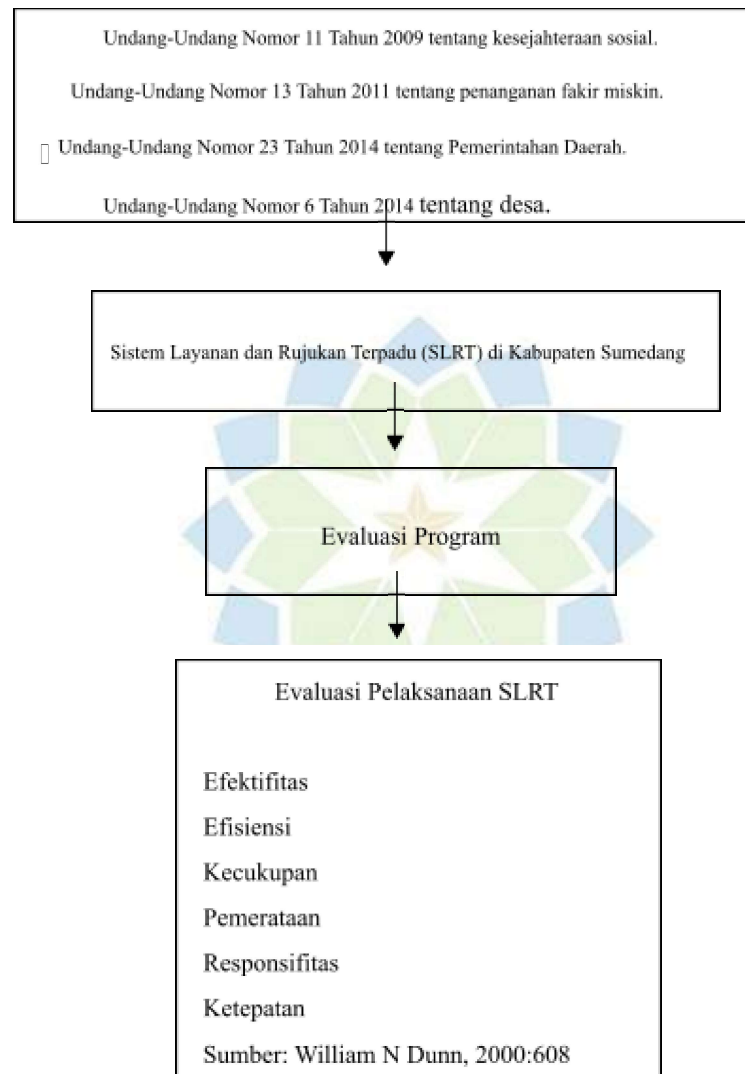 Undang-Undang Nomor 11 Tahun 2009 tentang kesejahteraan sosial.
Undang-Undang Nomor 13 Tahun 2011 tentang penanganan fakir miskin.
Undang-Undang Nomor 23 Tahun 2014 tentang Pemerintahan Daerah.
Undang-Undang Nomor 6 Tahun 2014 tentang desa.
Sistem Layanan dan Rujukan Terpadu (SLRT) di Kabupaten Sumedang
Evaluasi Program
Evaluasi Pelaksanaan SLRT
Efektifitas
Efisiensi
Kecukupan
Pemerataan
Responsifitas
Ketepatan
Sumber: William N Dunn, 2000:608